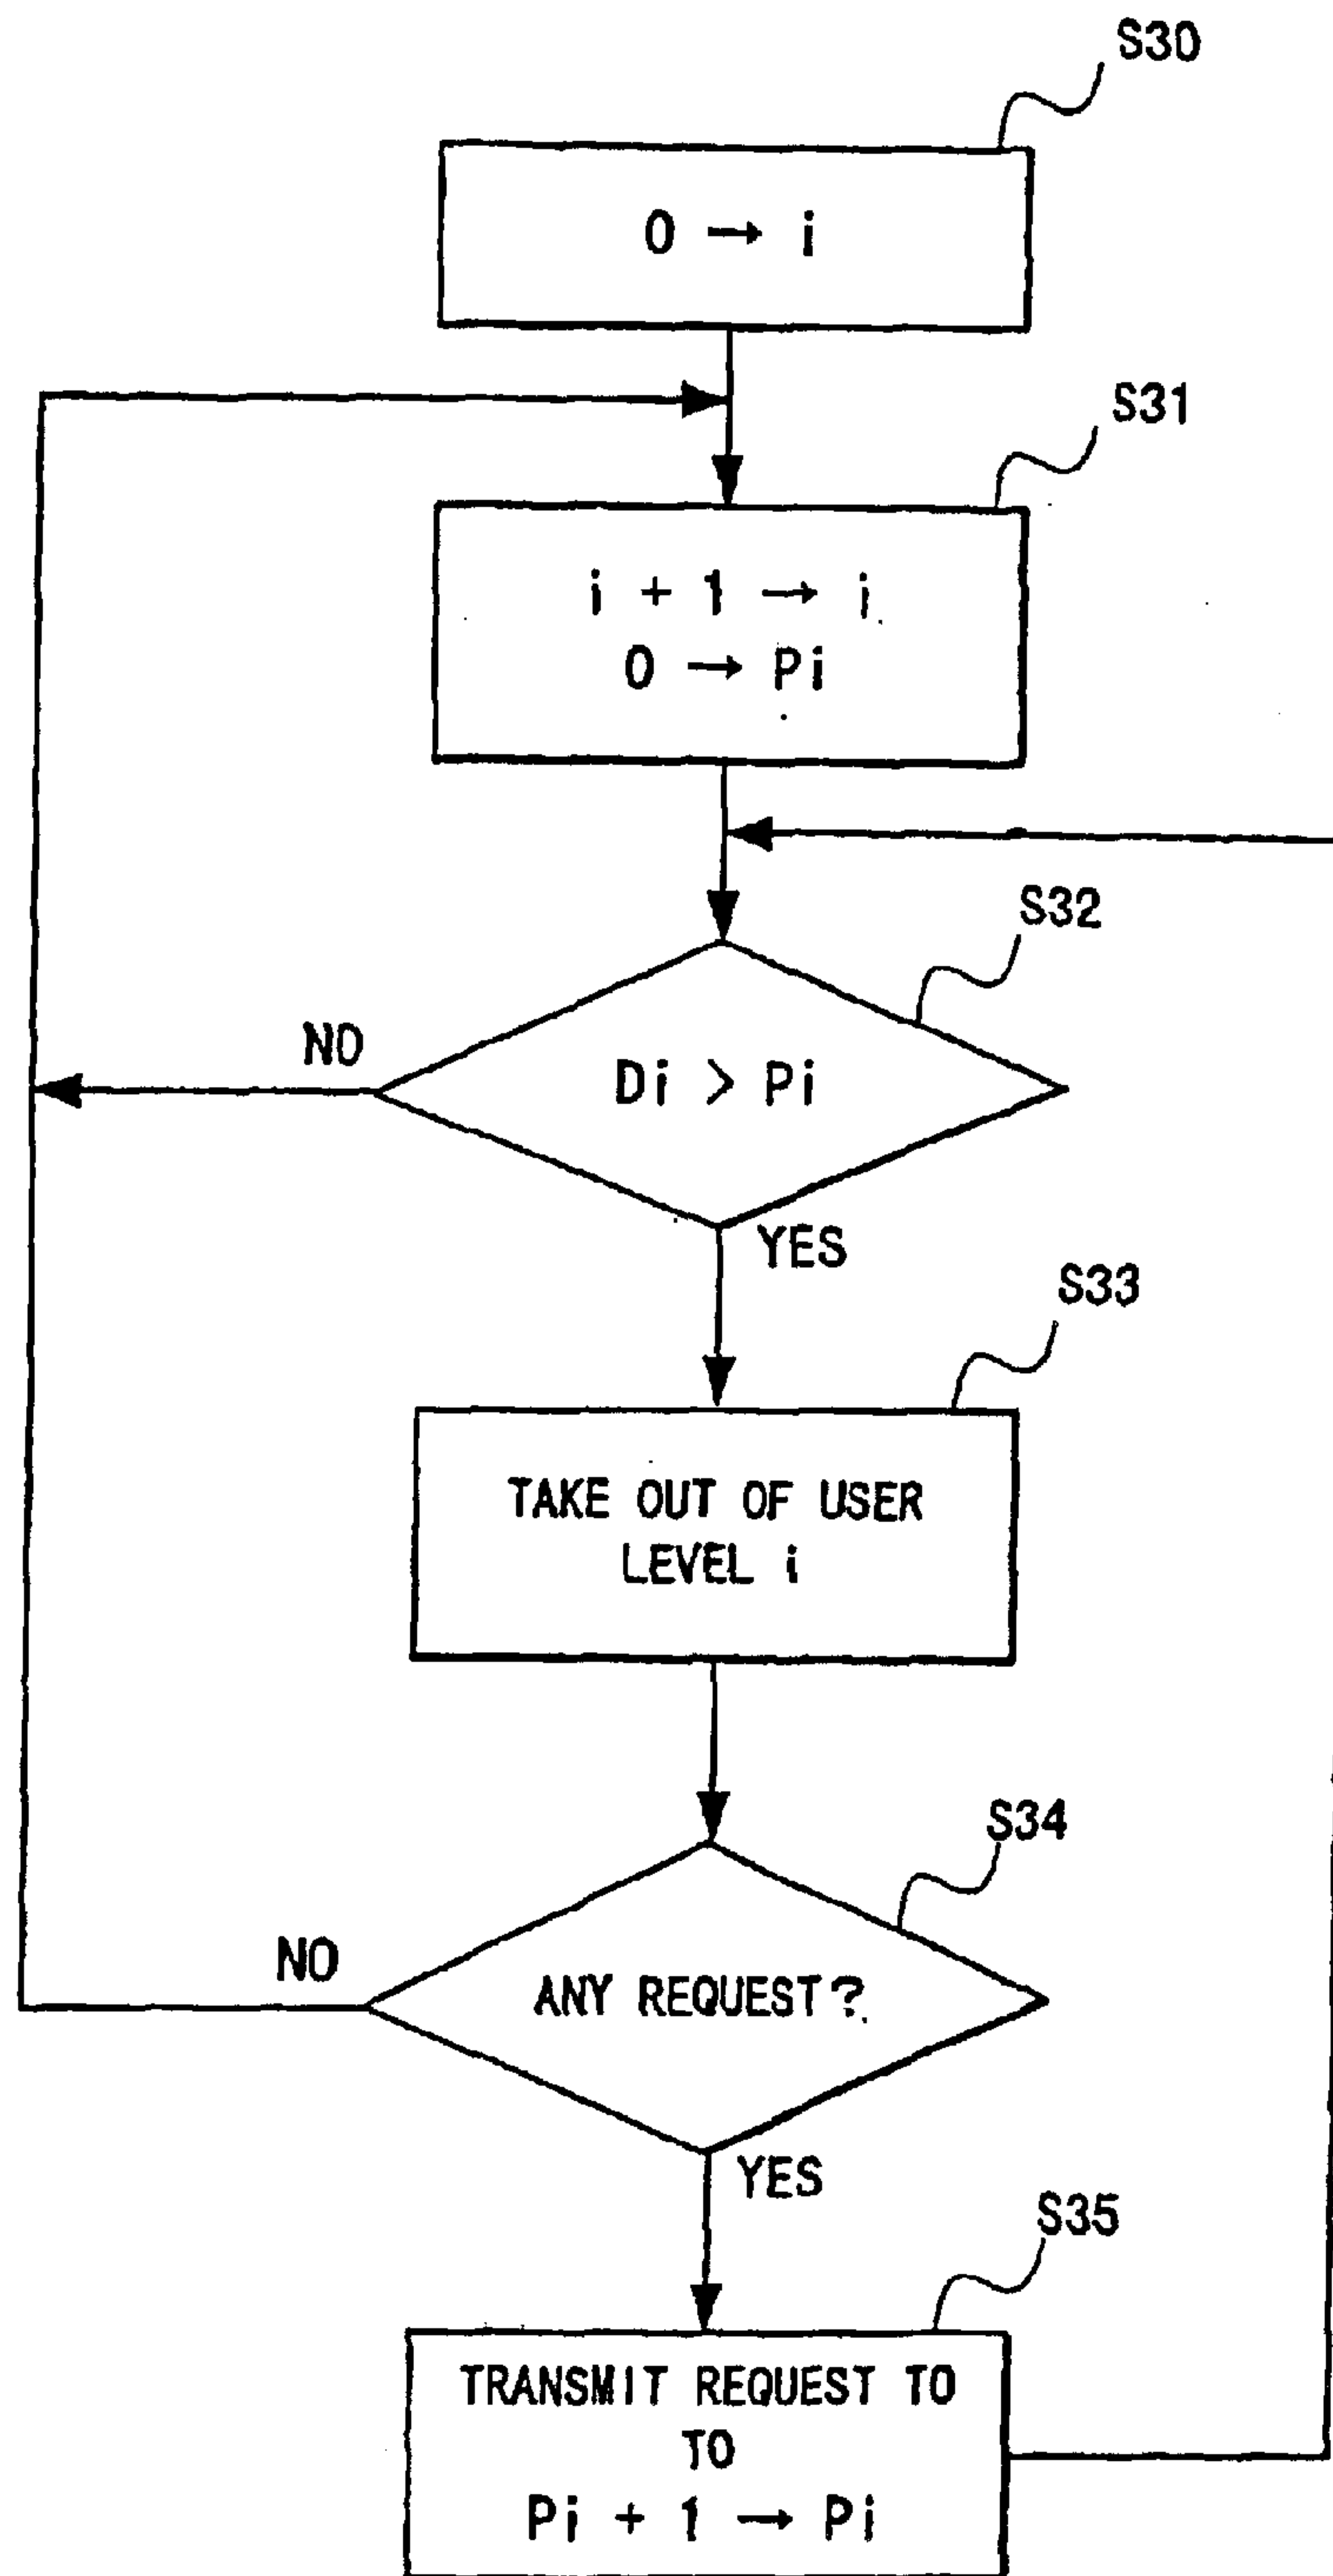 S30
0 → i
S31
i + 1 → i
0 → Pi
S32
NO
Di > Pi
YES
S33
TAKE OUT OF USER
LEVEL i
S34
NO
ANY REQUEST?
YES
S35
TRANSMIT REQUEST TO
TO
Pi + 1 → Pi